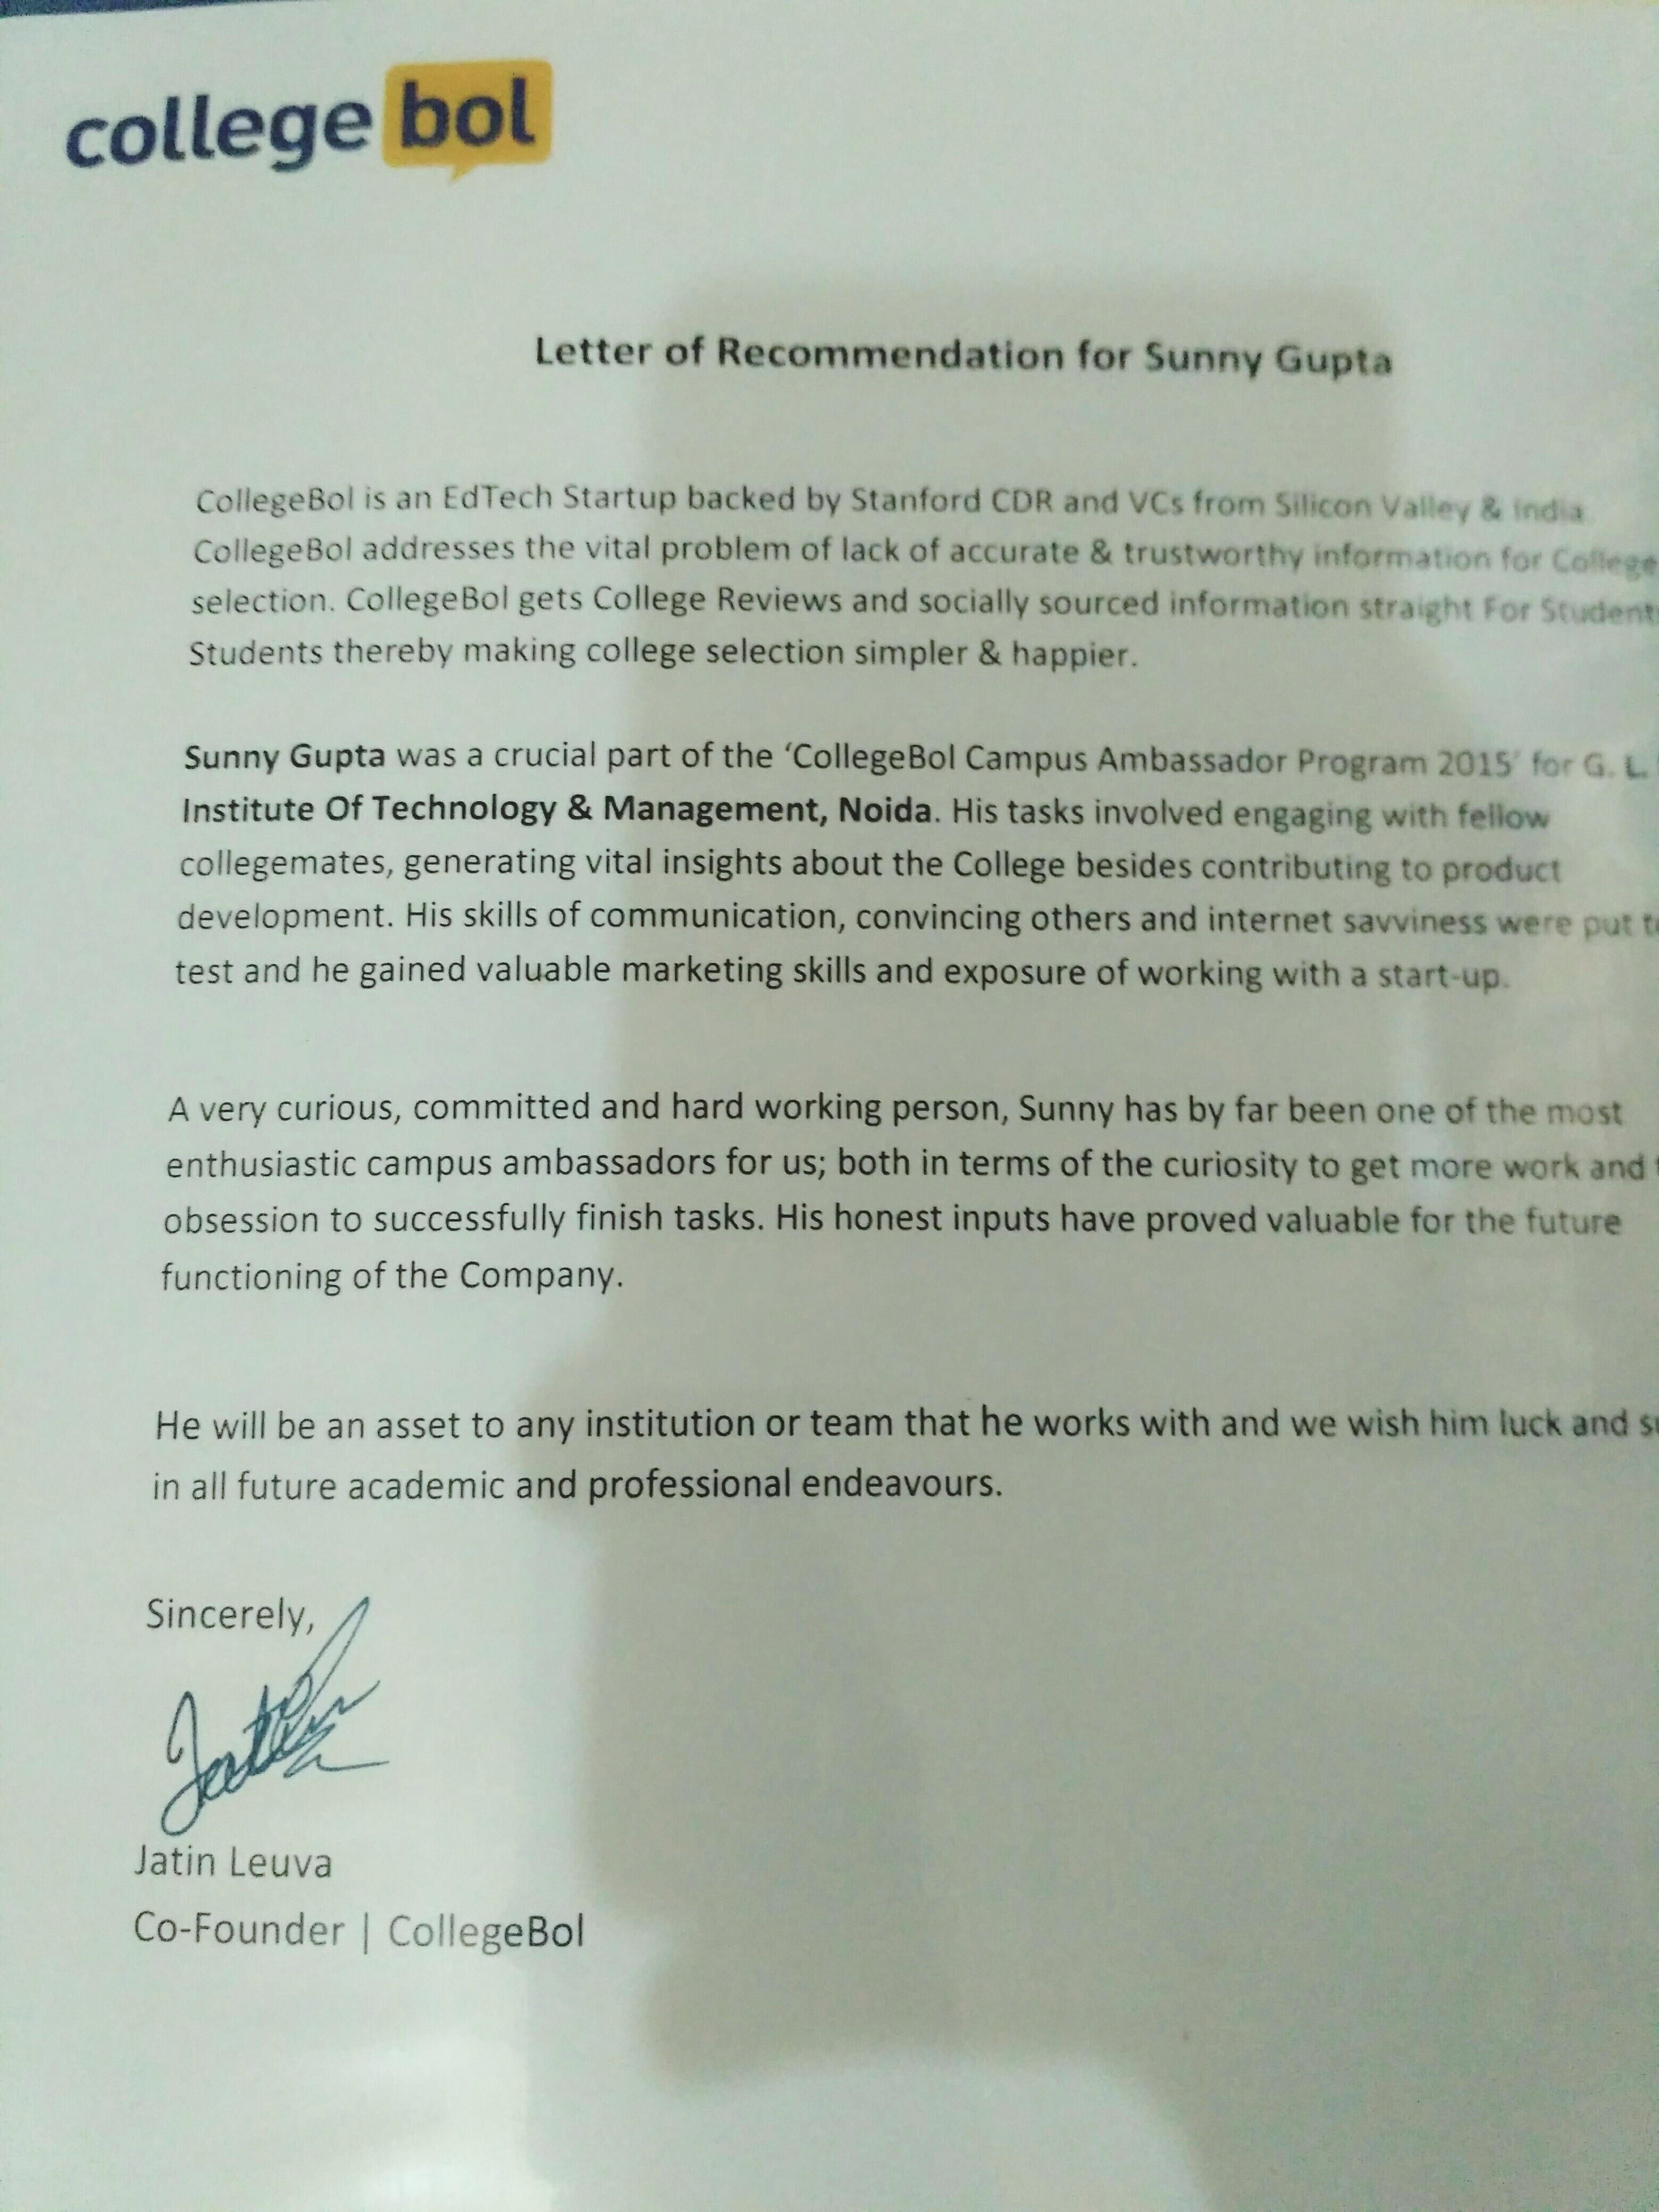 college bol
Letter of Recommendation for Sunny Gupta
CollegeBol is an EdTech Startup backed by Stanford CDR and VCs from Silicon Valley & India
CollegeBol addresses the vital problem of lack of accurate & trustworthy information for College
selection. CollegeBol gets College Reviews and socially sourced information straight For Student
Students thereby making college selection simpler & happier.
Sunny Gupta was a crucial part of the ‘CollegeBol Campus Ambassador Program 2015’ for G. L.
Institute Of Technology & Management, Noida. His tasks involved engaging with fellow
collegemates, generating vital insights about the College besides contributing to product
development. His skills of communication, convincing others and internet savviness were put
test and he gained valuable marketing skills and exposure of working with a start-up.
A very curious, committed and hard working person, Sunny has by far been one of the most
enthusiastic campus ambassadors for us; both in terms of the curiosity to get more work and
obsession to successfully finish tasks. His honest inputs have proved valuable for the future
functioning of the Company.
He will be an asset to any institution or team that he works with and we wish him luck and
in all future academic and professional endeavours.
Sincerely,
Jatin Leuva
Co-Founder | CollegeBol